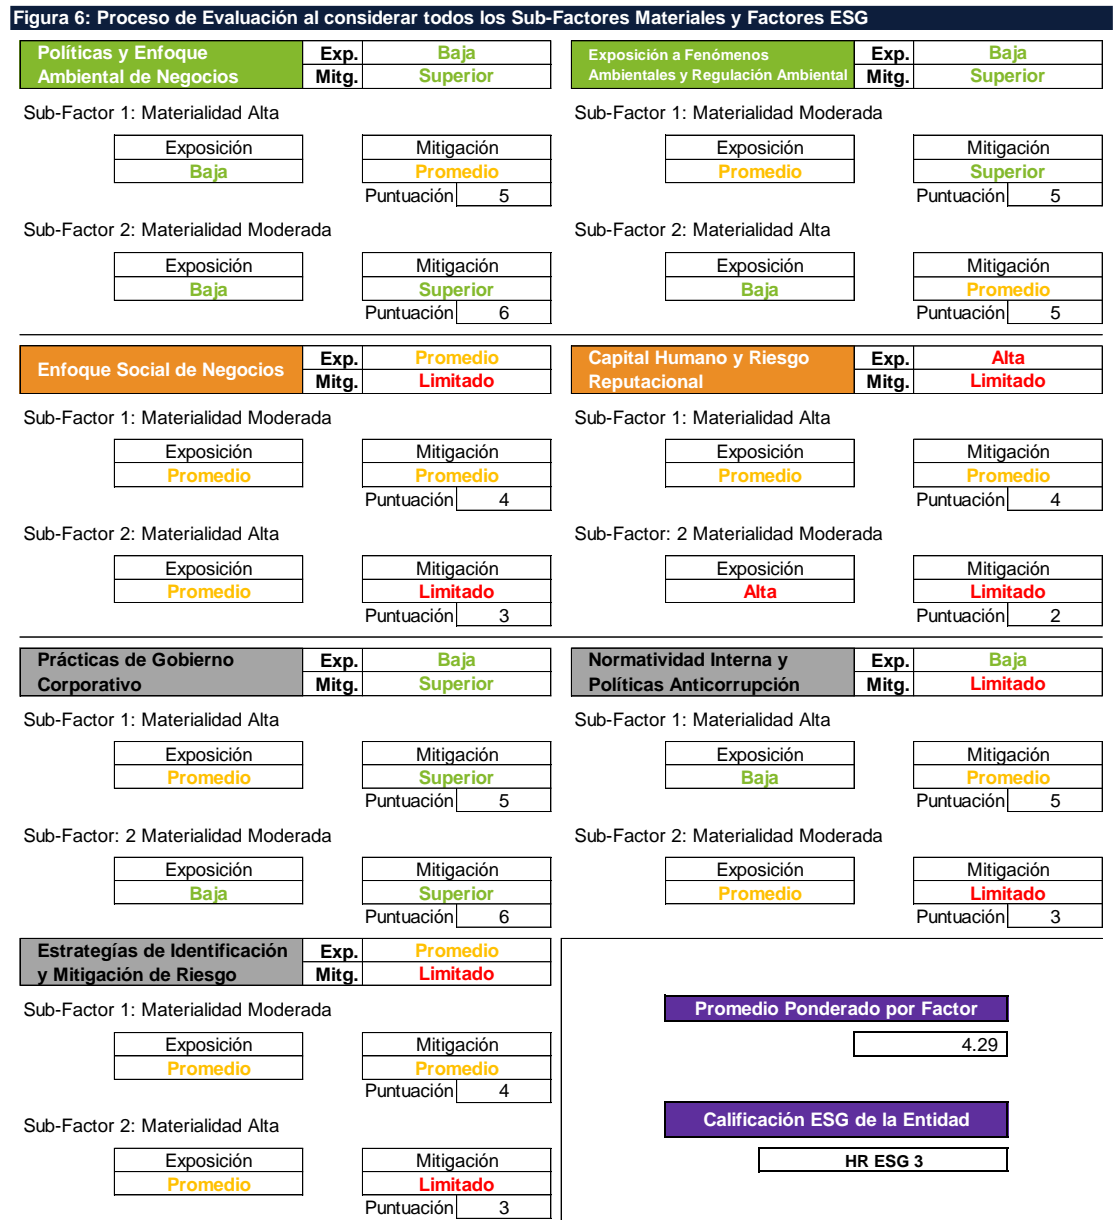 Figura 6: Proceso de Evaluación al considerar todos los Sub-Factores Materiales y Factores ESG
Políticas y Enfoque
Ambiental de Negocios
Exp. Baja
Mitg. Superior
Sub-Factor 1: Materialidad Alta
Exposición Mitigación
Baja Promedio
Puntuación 5
Sub-Factor 2: Materialidad Moderada
Exposición Mitigación
Baja Superior
Puntuación 6
Exposición a Fenómenos
Ambientales y Regulación Ambiental
Exp. Baja
Mitg. Superior
Sub-Factor 1: Materialidad Moderada
Exposición Mitigación
Promedio Superior
Puntuación 5
Sub-Factor 2: Materialidad Alta
Exposición Mitigación
Baja Promedio
Puntuación 5
Enfoque Social de Negocios
Exp. Promedio
Mitg. Limitado
Sub-Factor 1: Materialidad Moderada
Exposición Mitigación
Promedio Promedio
Puntuación 4
Sub-Factor 2: Materialidad Alta
Exposición Mitigación
Promedio Limitado
Puntuación 3
Capital Humano y Riesgo
Reputacional
Exp. Alta
Mitg. Limitado
Sub-Factor 1: Materialidad Alta
Exposición Mitigación
Promedio Promedio
Puntuación 4
Sub-Factor: 2 Materialidad Moderada
Exposición Mitigación
Alta Limitado
Puntuación 2
Prácticas de Gobierno
Corporativo
Exp. Baja
Mitg. Superior
Sub-Factor 1: Materialidad Alta
Exposición Mitigación
Promedio Superior
Puntuación 5
Sub-Factor: 2 Materialidad Moderada
Exposición Mitigación
Baja Superior
Puntuación 6
Normatividad Interna y
Políticas Anticorrupción
Exp. Baja
Mitg. Limitado
Sub-Factor 1: Materialidad Alta
Exposición Mitigación
Baja Promedio
Puntuación 5
Sub-Factor 2: Materialidad Moderada
Exposición Mitigación
Promedio Limitado
Puntuación 3
Estrategías de Identificación
y Mitigación de Riesgo
Exp. Promedio
Mitg. Limitado
Sub-Factor 1: Materialidad Moderada
Exposición Mitigación
Promedio Promedio
Puntuación 4
Sub-Factor 2: Materialidad Alta
Exposición Mitigación
Promedio Limitado
Puntuación 3
Promedio Ponderado por Factor
4.29
Calificación ESG de la Entidad
HR ESG 3